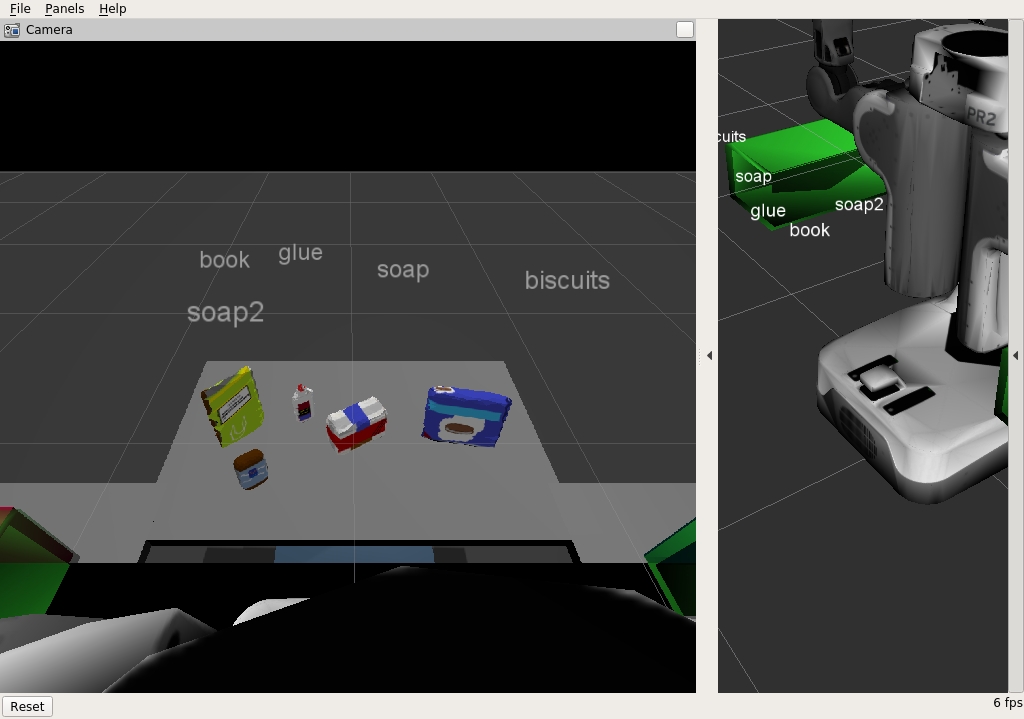 File Panels Help
Camera
book glue soap biscuits
soap2
PR2
cuits
soap
soap2
glue
book
Reset
6 fps